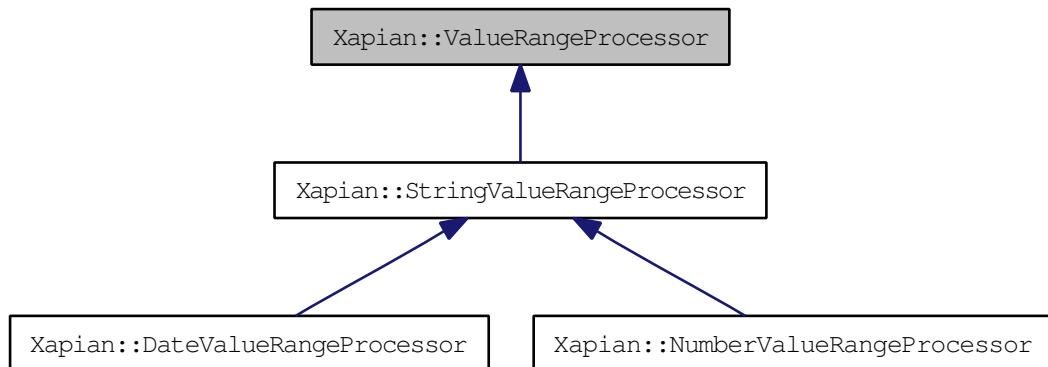 Xapian::ValueRangeProcessor
Xapian::StringValueRangeProcessor
Xapian::DateValueRangeProcessor
Xapian::NumberValueRangeProcessor